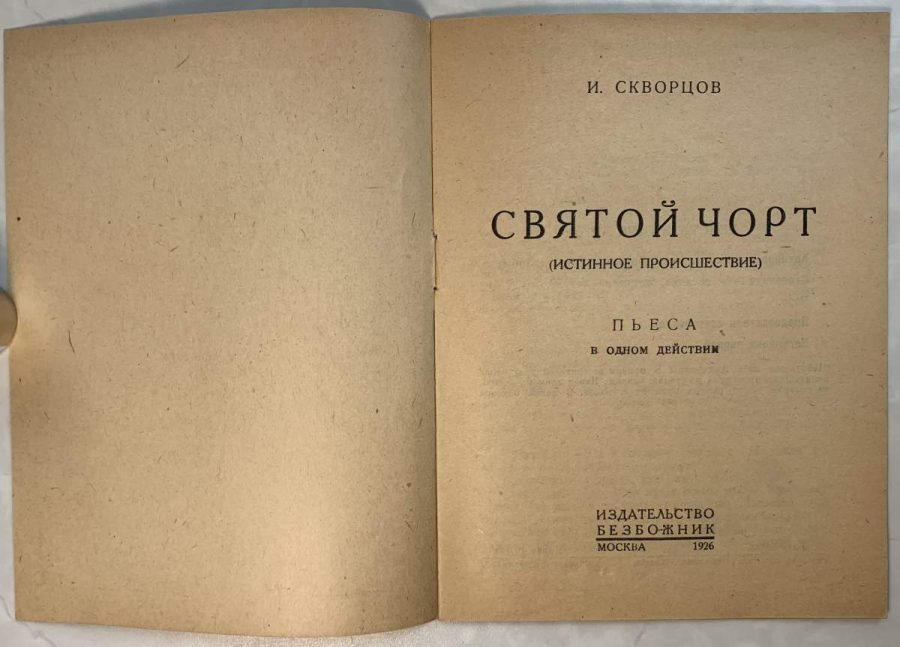 И. СКВОРЦОВ
СВЯТОЙ ЧОРТ
(ИСТИННОЕ ПРОИСШЕСТВИЕ)
ПЬЕСА
В ОДНОМ ДЕЙСТВИИ
ИЗДАТЕЛЬСТВО
БЕЗБОЖНИК
МОСКВА 1926